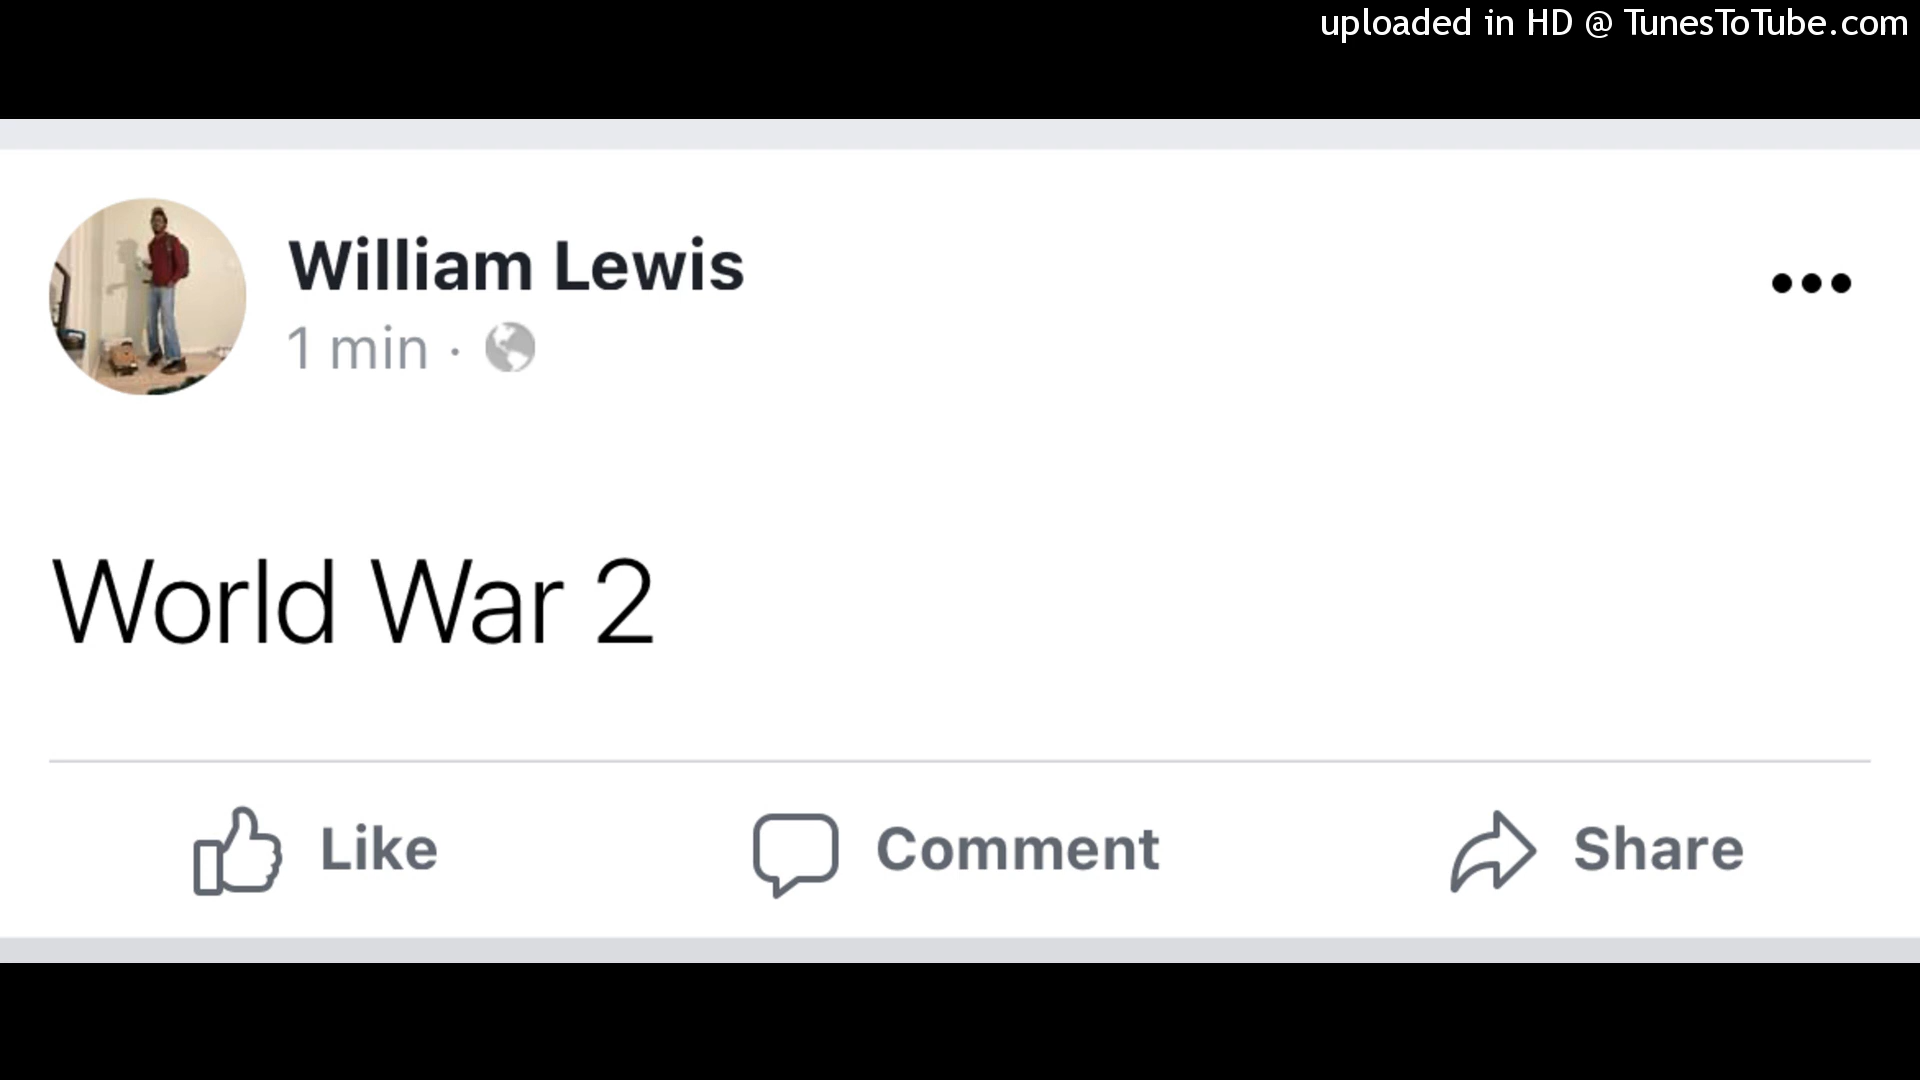 uploaded in HD @ TunesToTube.com
William Lewis
1 min ·
World War 2
Like Comment Share